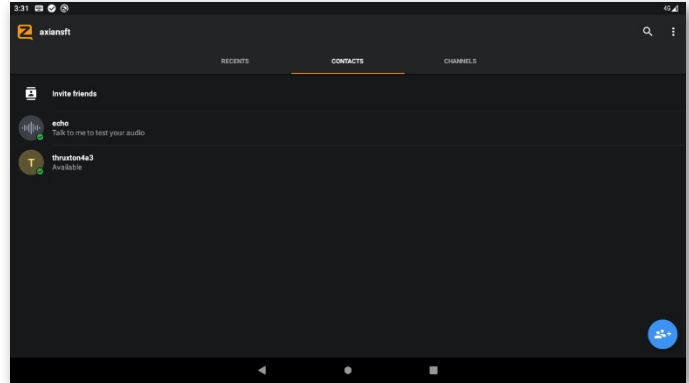 3:31
4G
axiansft
RECENTS CONTACTS CHANNELS
Invite friends
echo
Talk to me to test your audio
T
thruxton4a3
Available